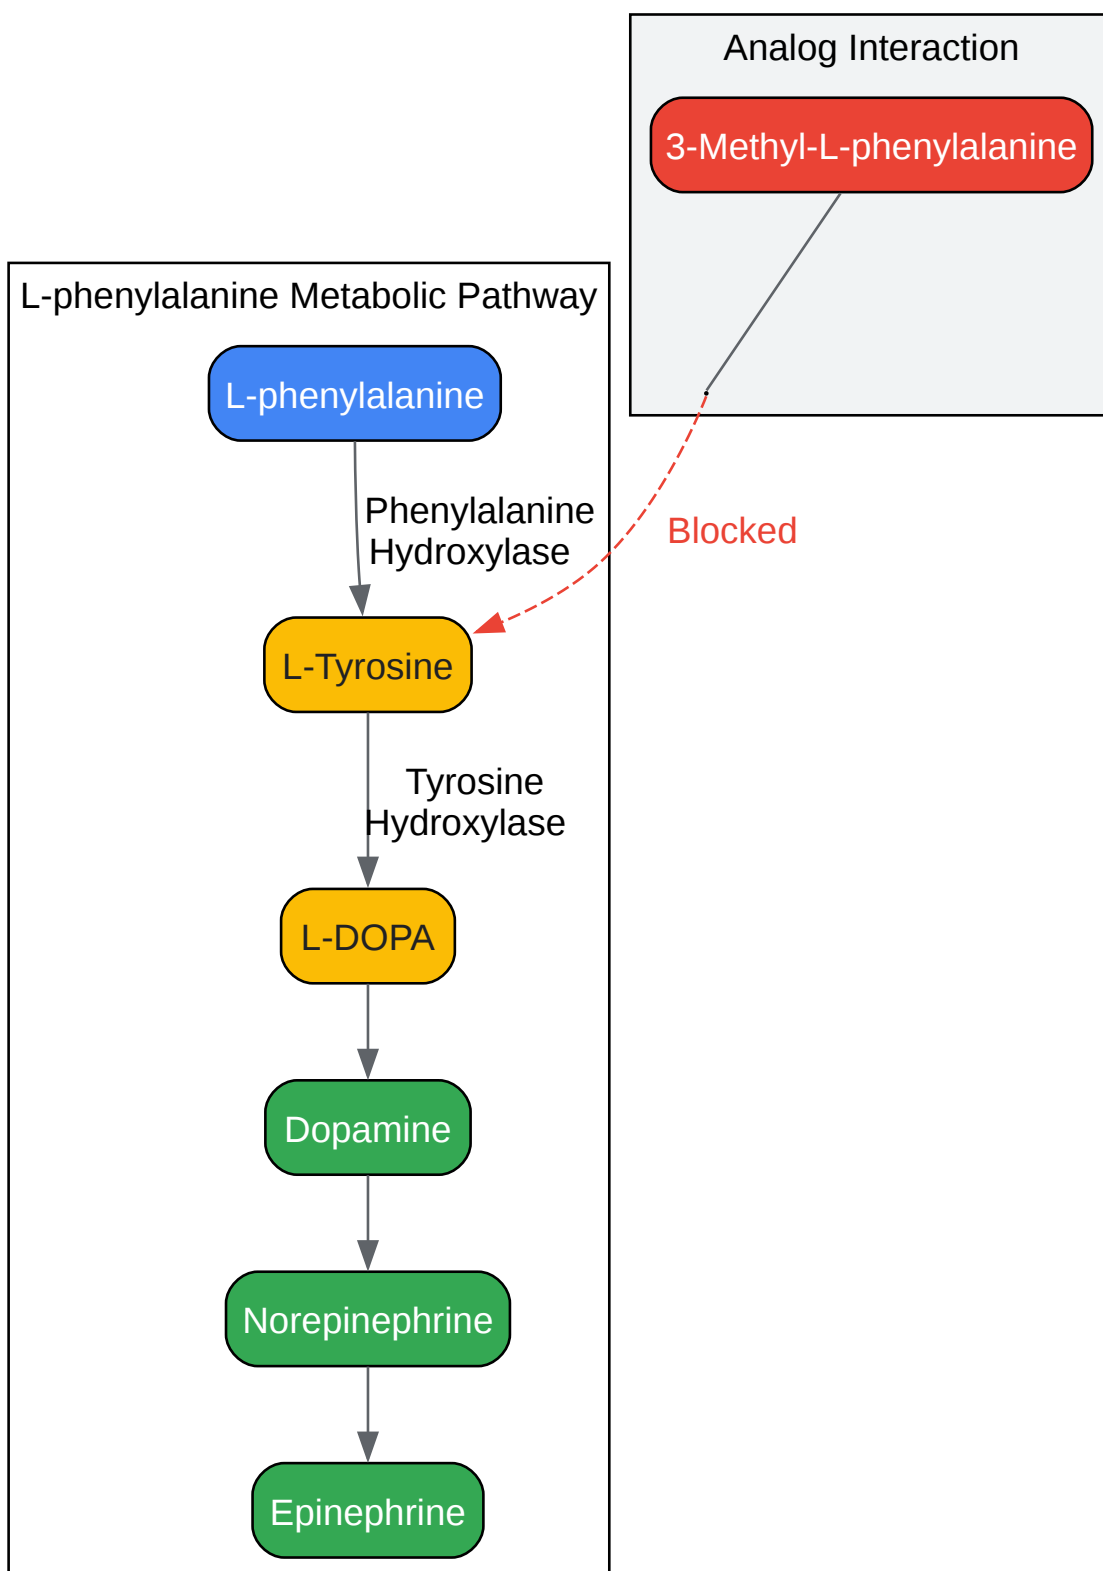 Analog Interaction
3-Methyl-L-phenylalanine
L-phenylalanine Metabolic Pathway
L-phenylalanine
Phenylalanine
Hydroxylase
Blocked
L-Tyrosine
Tyrosine
Hydroxylase
L-DOPA
Dopamine
Norepinephrine
Epinephrine